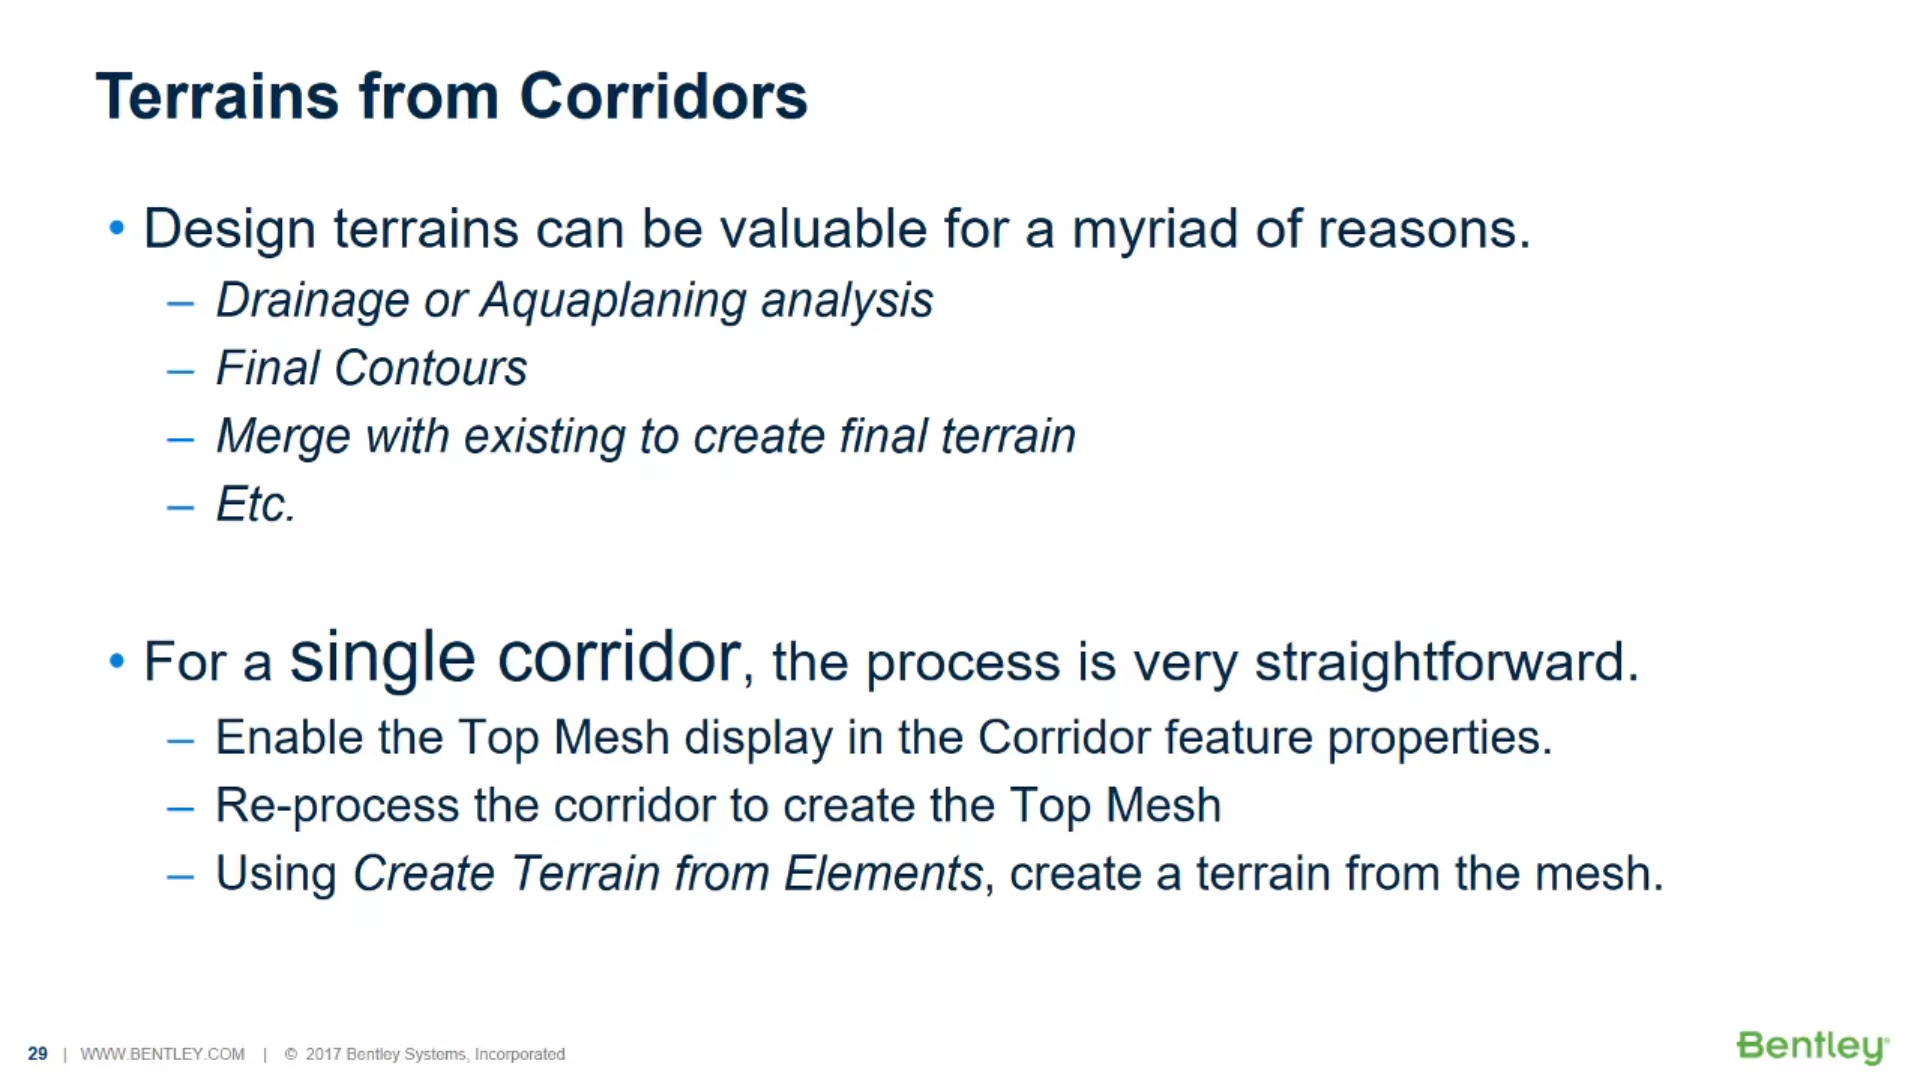 Terrains from Corridors
• Design terrains can be valuable for a myriad of reasons.
– Drainage or Aquaplaning analysis
– Final Contours
– Merge with existing to create final terrain
– Etc.
• For a single corridor, the process is very straightforward.
– Enable the Top Mesh display in the Corridor feature properties.
– Re-process the corridor to create the Top Mesh
– Using Create Terrain from Elements, create a terrain from the mesh.
29 | WWW.BENTLEY.COM | © 2017 Bentley Systems, Incorporated
Bentley®